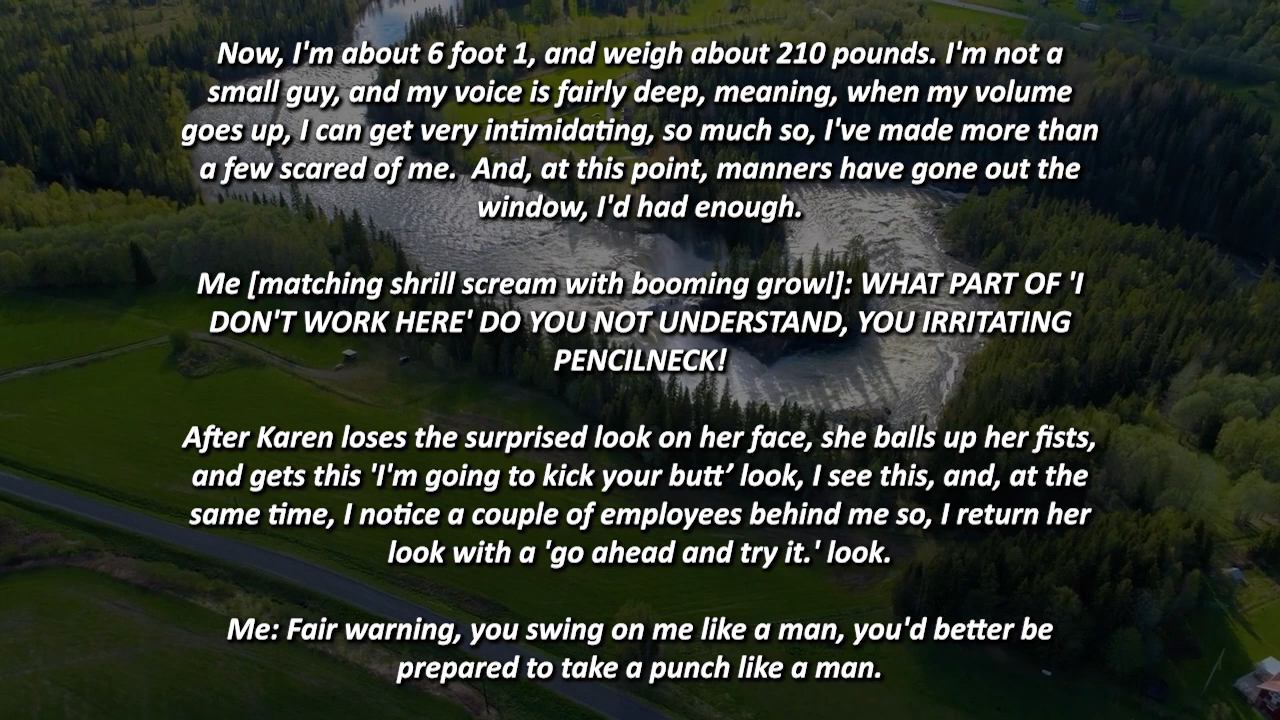 Now, I'm about 6 foot 1, and weigh about 210 pounds. I'm not a
small guy, and my voice is fairly deep, meaning, when my volume
goes up, I can get very intimidating, so much so, I've made more than
a few scared of me.  And, at this point, manners have gone out the
window, I'd had enough.
Me [matching shrill scream with booming growl]: WHAT PART OF 'I
DON'T WORK HERE' DO YOU NOT UNDERSTAND, YOU IRRITATING
PENCILNECK!
After Karen loses the surprised look on her face, she balls up her fists,
and gets this 'I'm going to kick your butt’ look, I see this, and, at the
same time, I notice a couple of employees behind me so, I return her
look with a 'go ahead and try it.' look.
Me: Fair warning, you swing on me like a man, you'd better be
prepared to take a punch like a man.